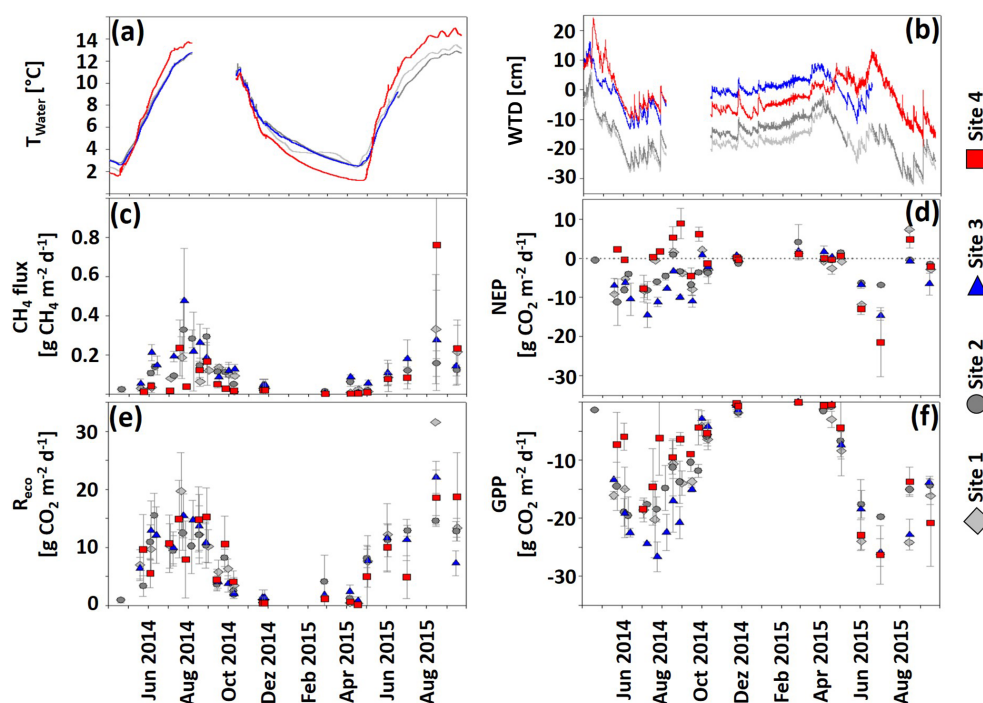 (a)
T Water [°C]
14
12
10
8
6
4
2
(b)
WTD [cm]
20
10
0
-10
-20
-30
(c)
CH4 flux
[g CH4 m-2 d-1]
0.8
0.6
0.4
0.2
(d)
NEP
[g CO2 m-2 d-1]
10
0
-10
-20
-30
(e)
Reco
[g CO2 m-2 d-1]
30
20
10
0
(f)
GPP
[g CO2 m-2 d-1]
-10
-20
-30
Jun 2014
Aug 2014
Oct 2014
Dez 2014
Feb 2015
Apr 2015
Jun 2015
Aug 2015
Jun 2014
Aug 2014
Oct 2014
Dez 2014
Feb 2015
Apr 2015
Jun 2015
Aug 2015
Site 4
Site 3
Site 2
Site 1